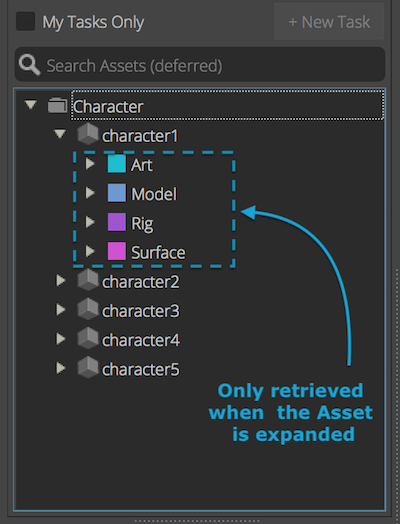 My Tasks Only
+ New Task
Search Assets (deferred)
Character
character1
Art
Model
Rig
Surface
character2
character3
character4
character5
Only retrieved
when the Asset
is expanded